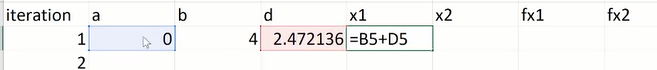 iteration a b d x1 x2 fx1 fx2
1 0 4 2.472136 =B5+D5
2